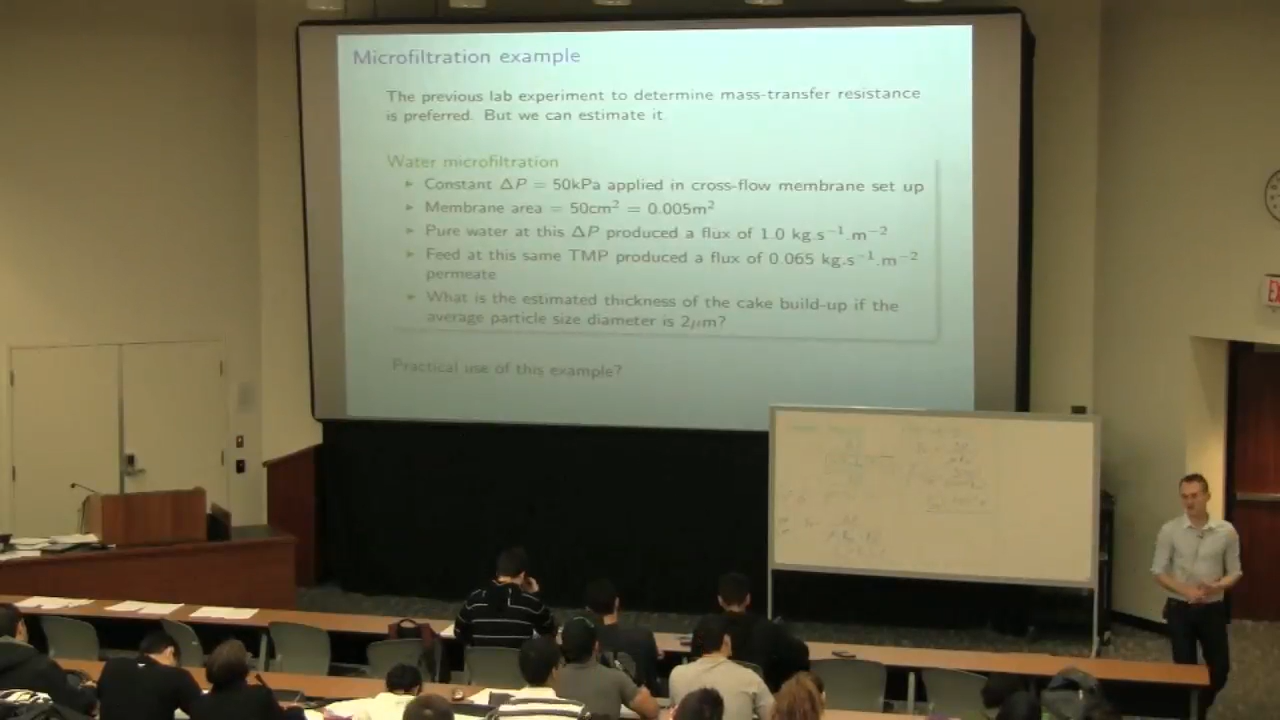 Microfiltration example
The previous lab experiment to determine mass-transfer resistance
is preferred. But we can estimate it
Water microfiltration
Constant ΔP = 50kPa applied in cross-flow membrane set up
Membrane area = 50cm² = 0.005m²
Pure water at this ΔP produced a flux of 1.0 kg.s⁻¹.m⁻²
Feed at this same TMP produced a flux of 0.065 kg.s⁻¹.m⁻²
permeate
What is the estimated thickness of the cake build-up if the
average particle size diameter is 2μm?
Practical use of this example?